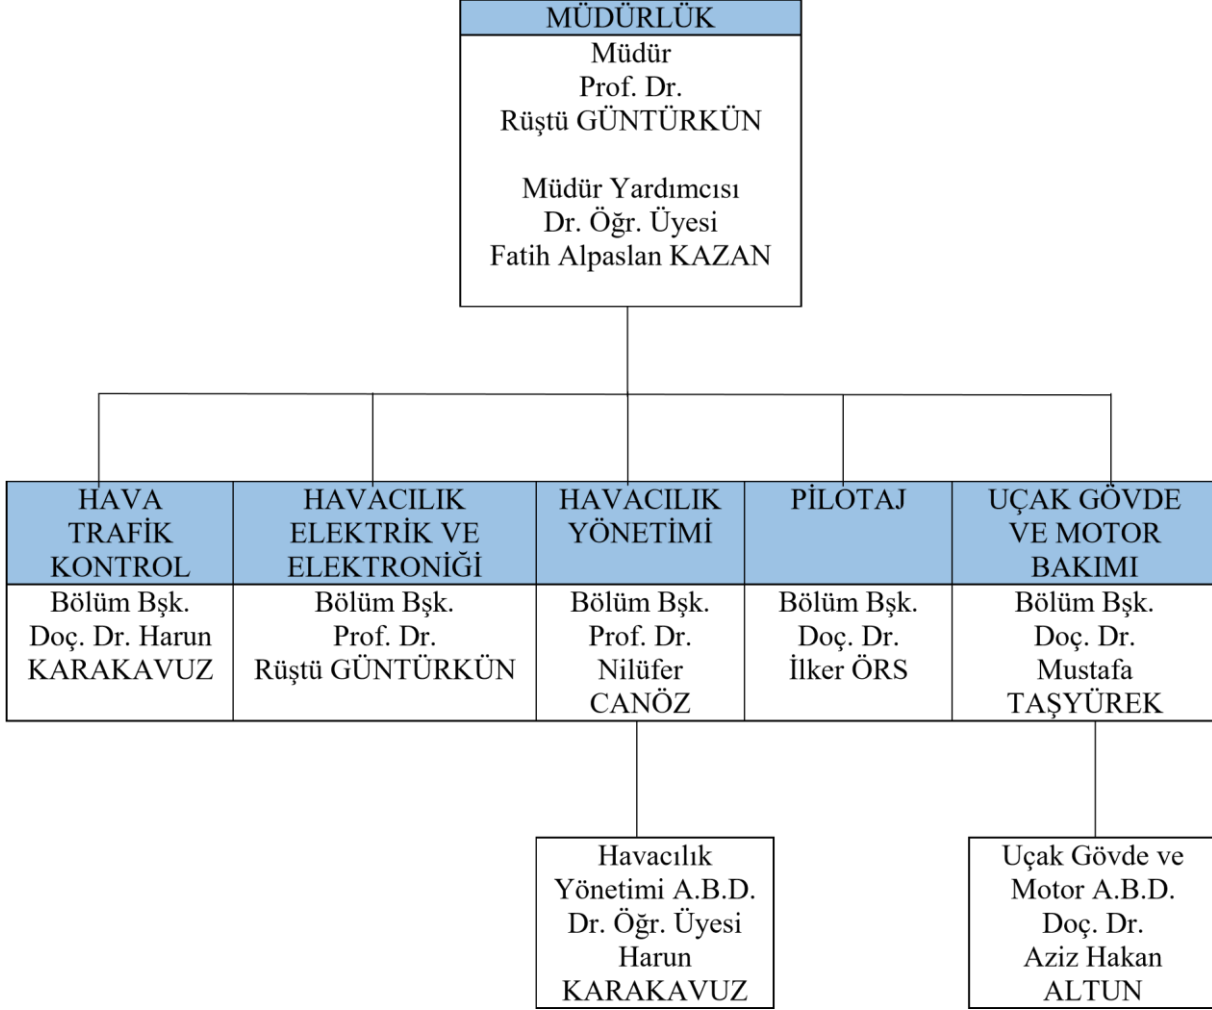 MÜDÜRLÜK
Müdür
Prof. Dr.
Rüştü GÜNTÜRKÜN
Müdür Yardımcısı
Dr. Öğr. Üyesi
Fatih Alpaslan KAZAN
HAVA
TRAFİK
KONTROL
Bölüm Bşk.
Doç. Dr. Harun
KARAKAVUZ
HAVACILIK
ELEKTRİK VE
ELEKTRONİĞİ
Bölüm Bşk.
Prof. Dr.
Rüştü GÜNTÜRKÜN
HAVACILIK
YÖNETİMİ
Bölüm Bşk.
Prof. Dr.
Nilüfer
CANÖZ
PİLOTAJ
Bölüm Bşk.
Doç. Dr.
İlker ÖRS
UÇAK GÖVDE
VE MOTOR
BAKIMI
Bölüm Bşk.
Doç. Dr.
Mustafa
TAŞYÜREK
Havacılık
Yönetimi A.B.D.
Dr. Öğr. Üyesi
Harun
KARAKAVUZ
Uçak Gövde ve
Motor A.B.D.
Doç. Dr.
Aziz Hakan
ALTUN